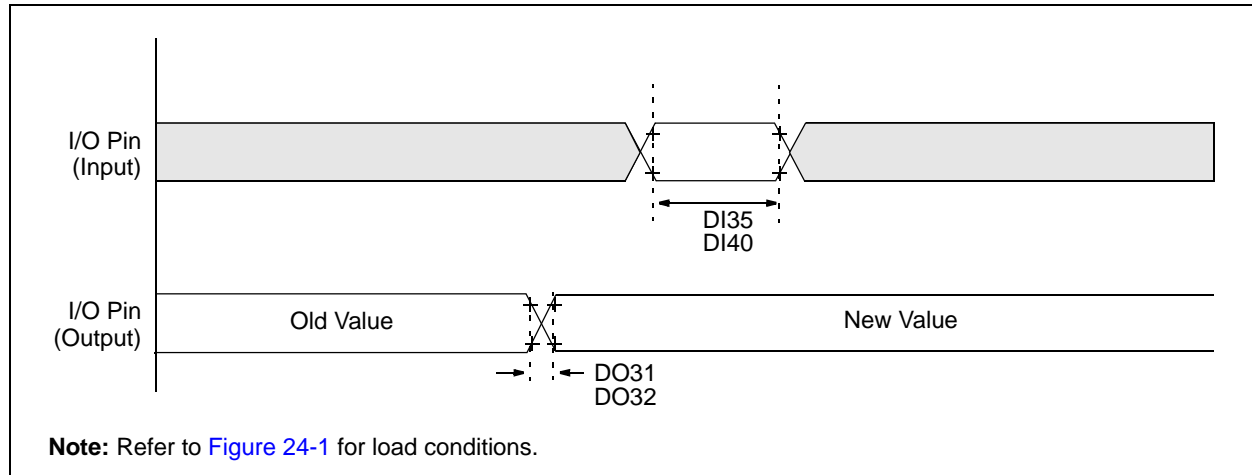 I/O Pin
(Input)
DI35
DI40
I/O Pin
(Output)
Old Value
New Value
DO31
DO32
Note: Refer to Figure 24-1 for load conditions.